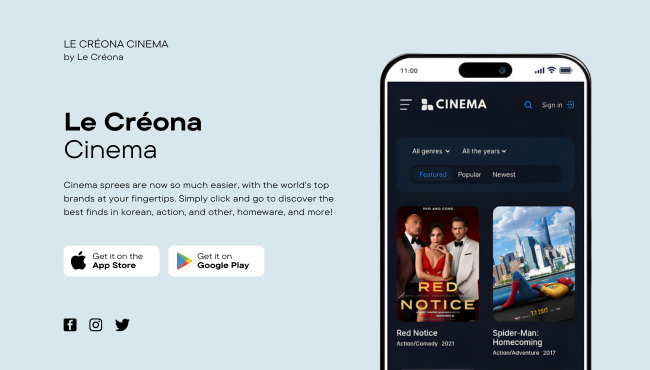 LE CRÉONA CINEMA
by Le Créona
Le Créona
Cinema
Cinema sprees are now so much easier, with the world's top
brands at your fingertips. Simply click and go to discover the
best finds in korean, action, and other, homeware, and more!
Get it on the
App Store
Get it on
Google Play
11:00
CINEMA
Sign in
All genres
All the years
Featured
Popular
Newest
PRO AND CONS
RED
NOTICE
Red Notice
Action/Comedy 2021
Spider-Man:
Homecoming
Action/Adventure 2017